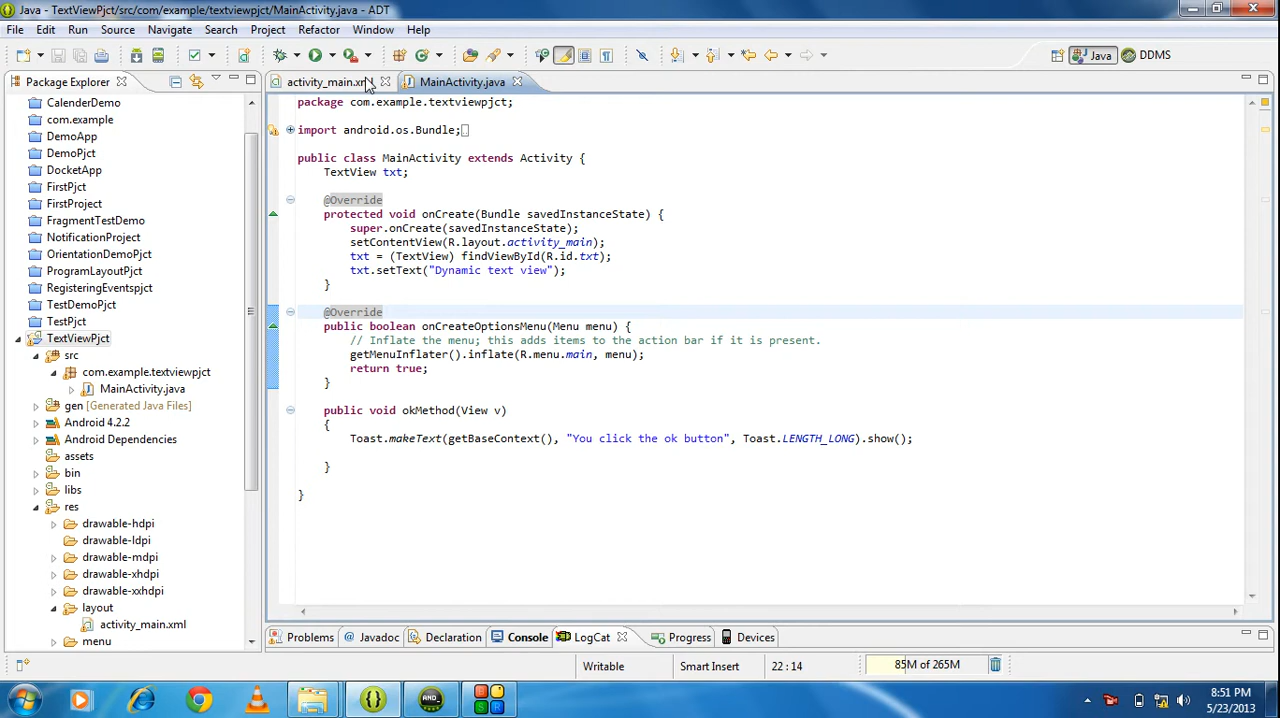 Java - TextViewPjct/src/com/example/textviewpjct/MainActivity.java - ADT
File Edit Run Source Navigate Search Project Refactor Window Help
Java DDMS
Package Explorer
activity_main.xml MainActivity.java
CalenderDemo
com.example
DemoApp
DemoPjct
DocketApp
FirstPjct
FirstProject
FragmentTestDemo
NotificationProject
OrientationDemoPjct
ProgramLayoutPjct
RegisteringEventspjct
TestDemoPjct
TestPjct
TextViewPjct
src
com.example.textviewpjct
MainActivity.java
gen [Generated Java Files]
Android 4.2.2
Android Dependencies
assets
bin
libs
res
drawable-hdpi
drawable-ldpi
drawable-mdpi
drawable-xhdpi
drawable-xxhdpi
layout
activity_main.xml
menu
package com.example.textviewpjct;
import android.os.Bundle;
public class MainActivity extends Activity {
TextView txt;
@Override
protected void onCreate(Bundle savedInstanceState) {
super.onCreate(savedInstanceState);
setContentView(R.layout.activity_main);
txt = (TextView) findViewById(R.id.txt);
txt.setText("Dynamic text view");
}
@Override
public boolean onCreateOptionsMenu(Menu menu) {
// Inflate the menu; this adds items to the action bar if it is present.
getMenuInflater().inflate(R.menu.main, menu);
return true;
}
public void okMethod(View v)
{
Toast.makeText(getBaseContext(), "You click the ok button", Toast.LENGTH_LONG).show();
}
}
Problems Javadoc Declaration Console LogCat Progress Devices
Writable Smart Insert 22 : 14 85M of 265M
8:51 PM
5/23/2013